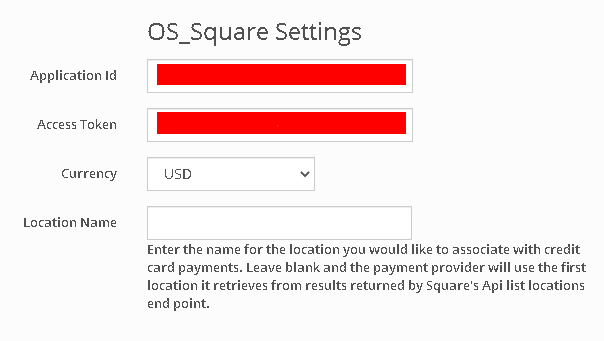 OS_Square Settings
Application Id
Access Token
Currency
USD
Location Name
Enter the name for the location you would like to associate with credit
card payments. Leave blank and the payment provider will use the first
location it retrieves from results returned by Square's Api list locations
end point.